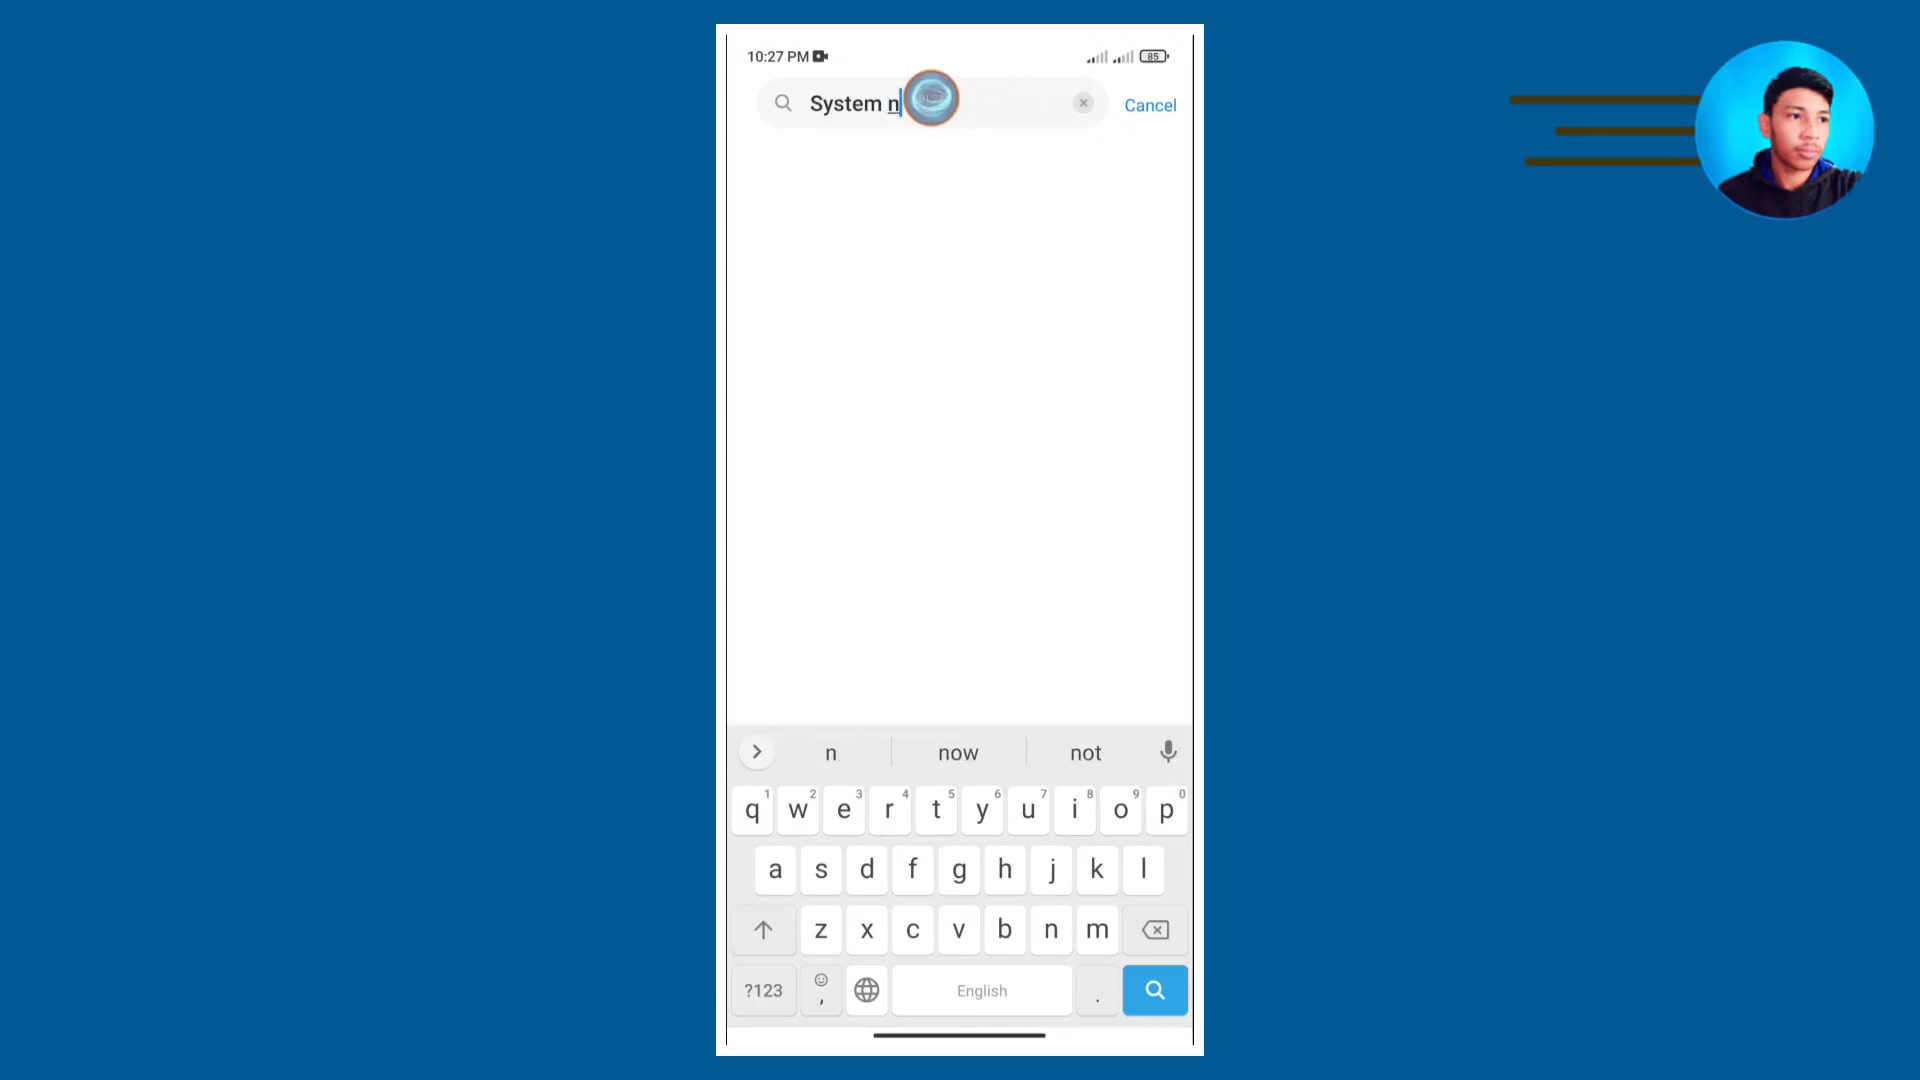 10:27 PM 85
System n Cancel
n now not
1 2 3 4 5 6 7 8 9 0
q w e r t y u i o p
a s d f g h j k l
z x c v b n m
?123 , English .